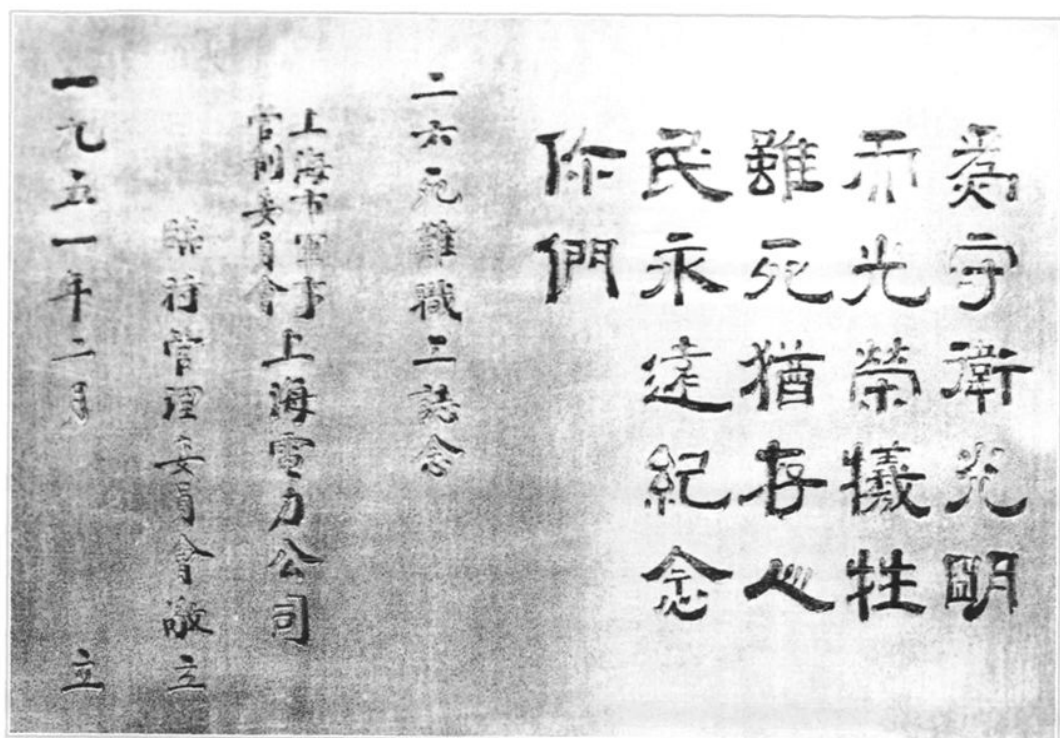 為守衛光明
而光榮犧牲
雖死猶存人
民永遠紀念
你們
二六死難職工誌念
上海市軍事
管制委員會
上海電力公司
臨時管理委員會敬立
一九五一年二月 立